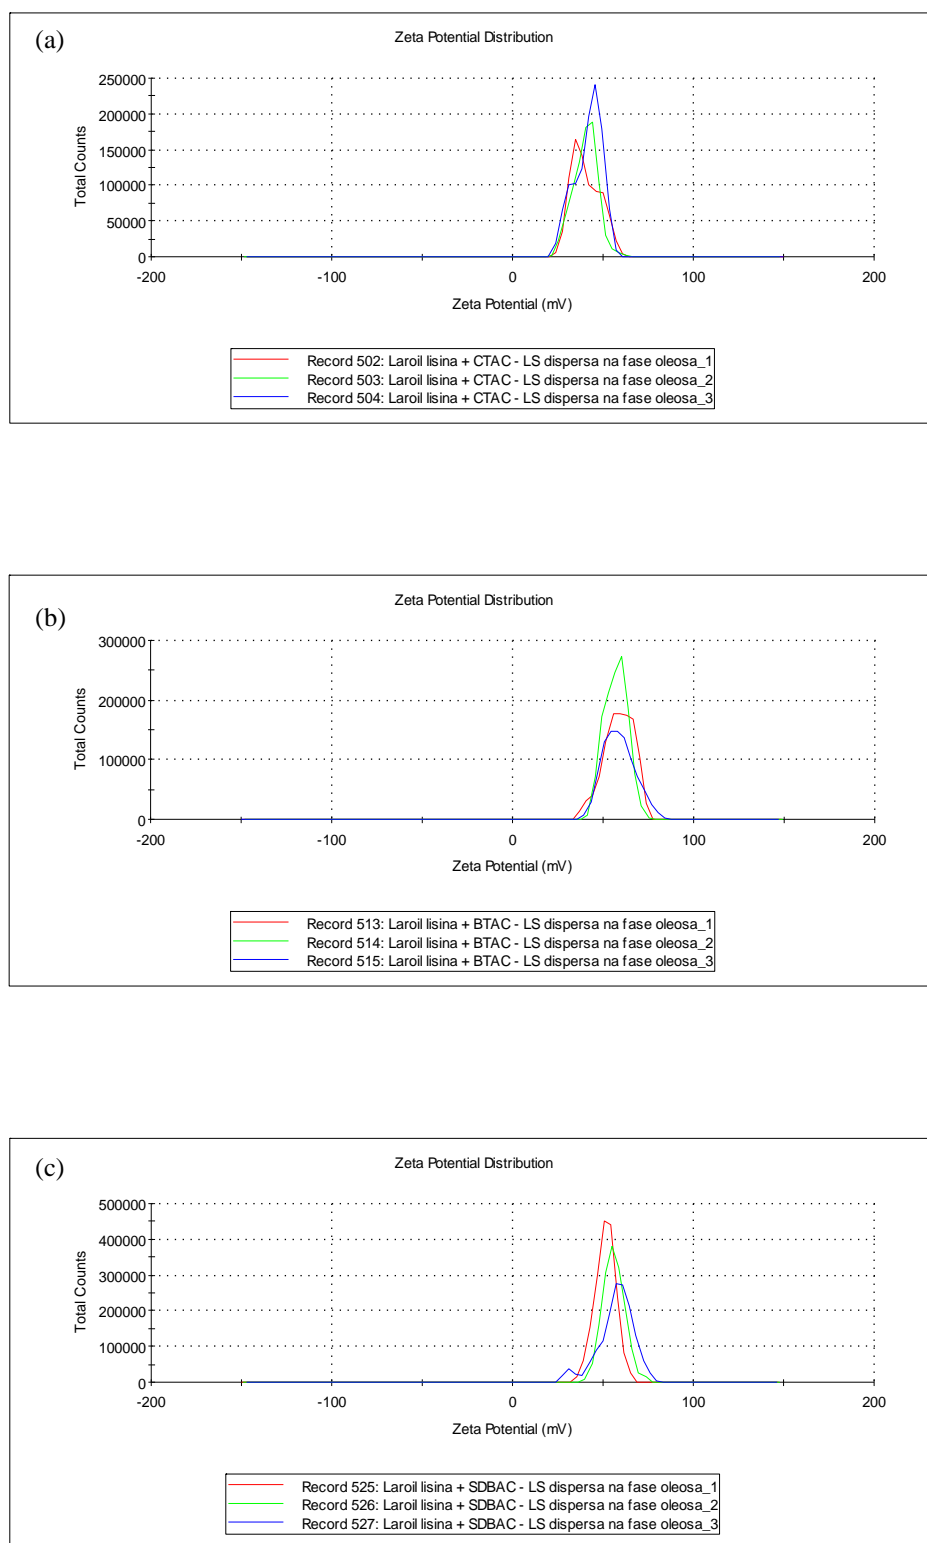 (a)
Zeta Potential Distribution
250000
200000
150000
100000
50000
0
-200 -100 0 100 200
Total Counts
Zeta Potential (mV)
Record 502: Laroil lisina + CTAC - LS dispersa na fase oleosa_1
Record 503: Laroil lisina + CTAC - LS dispersa na fase oleosa_2
Record 504: Laroil lisina + CTAC - LS dispersa na fase oleosa_3
(b)
Zeta Potential Distribution
300000
200000
100000
0
-200 -100 0 100 200
Total Counts
Zeta Potential (mV)
Record 513: Laroil lisina + BTAC - LS dispersa na fase oleosa_1
Record 514: Laroil lisina + BTAC - LS dispersa na fase oleosa_2
Record 515: Laroil lisina + BTAC - LS dispersa na fase oleosa_3
(c)
Zeta Potential Distribution
500000
400000
300000
200000
100000
0
-200 -100 0 100 200
Total Counts
Zeta Potential (mV)
Record 525: Laroil lisina + SDBAC - LS dispersa na fase oleosa_1
Record 526: Laroil lisina + SDBAC - LS dispersa na fase oleosa_2
Record 527: Laroil lisina + SDBAC - LS dispersa na fase oleosa_3